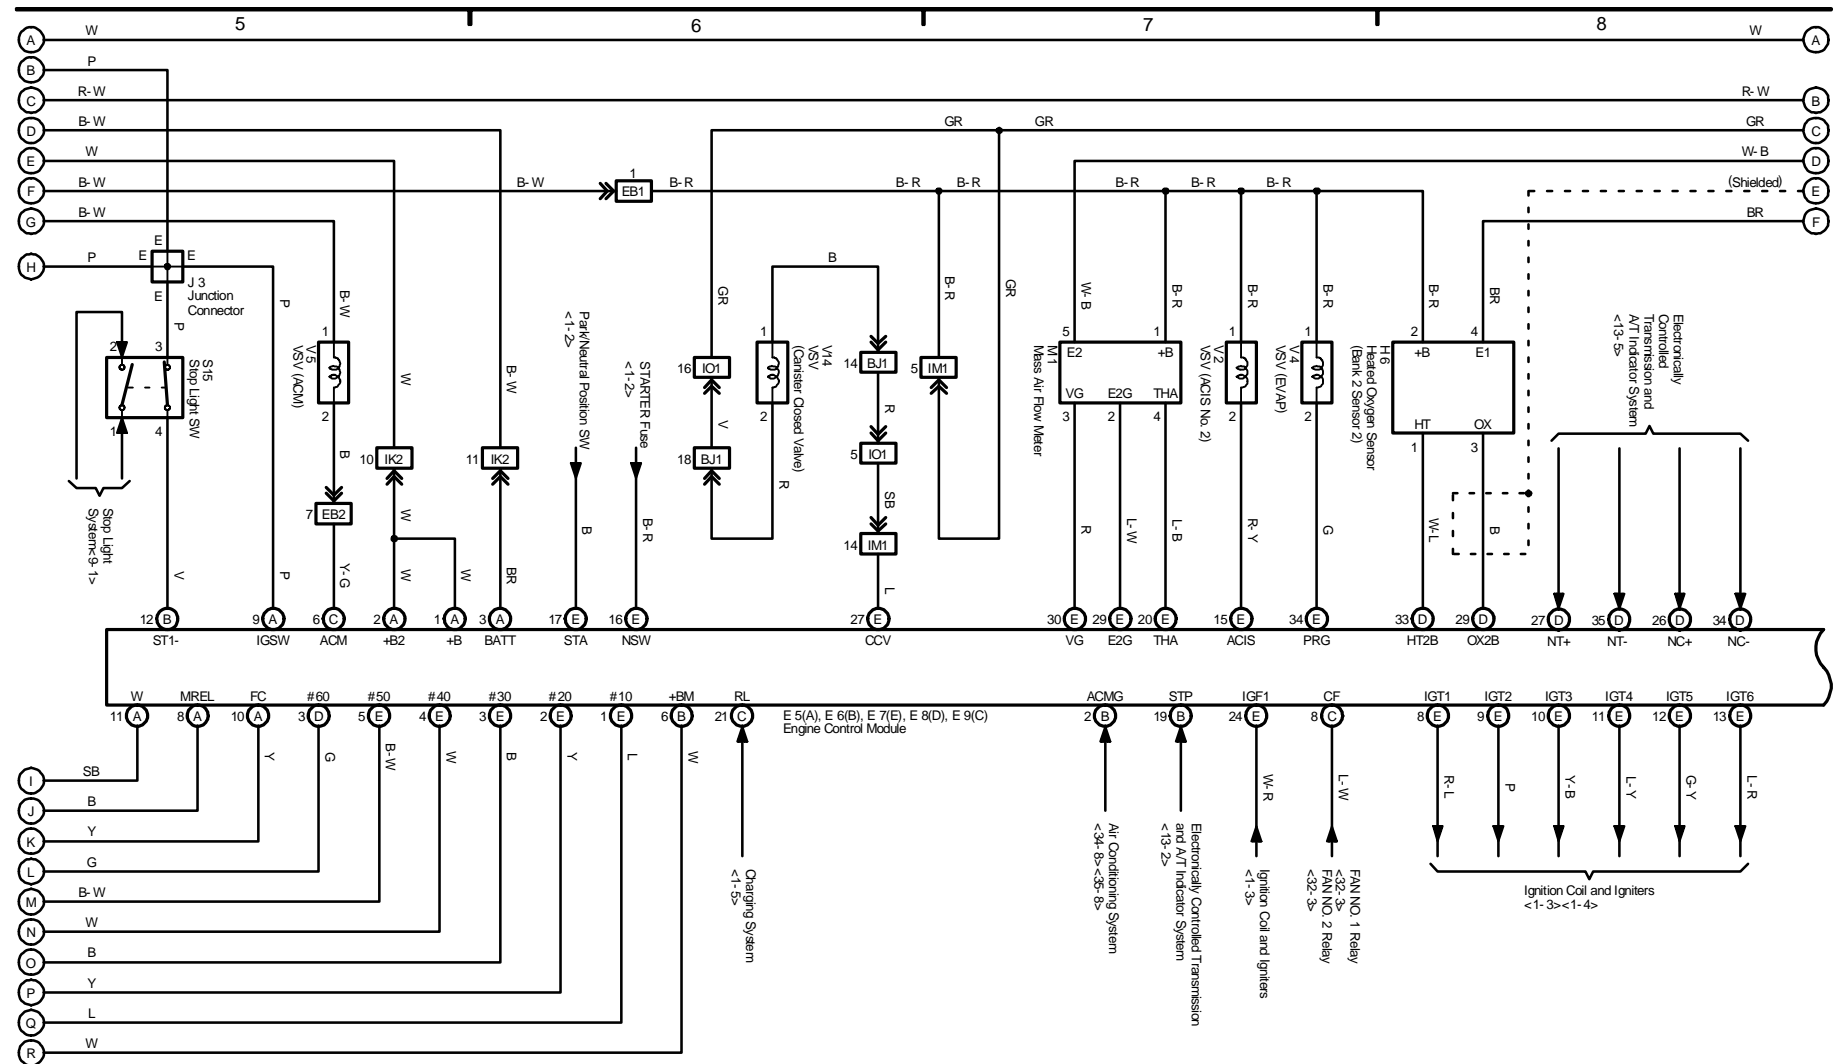 5 6 7 8
A W W A
B P
C R-W R-W B
D B-W GR GR GR C
E W W-B D
F B-W B-W 1 EB1 B-R B-R B-R B-R B-R B-R (Shielded) E
G B-W BR F
H P
E
E E
E
J 3
Junction
Connector
P
P
B-W
GR
B
B-R
GR
W-B
B-R
B-R
B-R
B-R
BR
2 3
1 4
S15
Stop Light SW
Stop Light
System<9-1>
V
P
1
2
V 5
VSV (ACM)
B
7 EB2
Y-G
W
10 IK2
W
W
W
B-W
11 IK2
BR
Park/Neutral Position SW
<1-2>
B
STARTER Fuse
<1-2>
B-R
16 IO1
V
18 BJ1
1
2
V14
VSV
(Canister Closed Valve)
R
14 BJ1
R
5 IO1
SB
14 IM1
L
5 IM1
5 1
E2 +B
VG E2G THA
3 2 4
M 1
Mass Air Flow Meter
R
L-W
L-B
1
2
V 2
VSV (ACIS No. 2)
R-Y
1
2
V 4
VSV (EVAP)
G
2 4
+B E1
HT OX
1 3
H 6
Heated Oxygen Sensor
(Bank 2 Sensor 2)
W-L
B
Electronically
Controlled
Transmission and
A/T Indicator System
<13-5>
12 B 9 A 6 C 2 A 1 A 3 A 17 E 16 E 27 E 30 E 29 E 20 E 15 E 34 E 33 D 29 D 27 D 35 D 26 D 34 D
ST1- IGSW ACM +B2 +B BATT STA NSW CCV VG E2G THA ACIS PRG HT2B OX2B NT+ NT- NC+ NC-
W MREL FC #60 #50 #40 #30 #20 #10 +BM RL ACMG STP IGF1 CF IGT1 IGT2 IGT3 IGT4 IGT5 IGT6
11 A 8 A 10 A 3 D 5 E 4 E 3 E 2 E 1 E 6 B 21 C 2 B 19 B 24 E 8 C 8 E 9 E 10 E 11 E 12 E 13 E
E 5(A), E 6(B), E 7(E), E 8(D), E 9(C)
Engine Control Module
Y G B-W W B Y L W
W-R L-W R-L P Y-B L-Y G-Y L-R
I SB
J B
K Y
L G
M B-W
N W
O B
P Y
Q L
R W
Charging System
<1-5>
Air Conditioning System
<34-8><35-8>
Electronically Controlled Transmission
and A/T Indicator System
<13-2>
Ignition Coil and Igniters
<1-3>
FAN NO. 1 Relay
<32-3>
FAN NO. 2 Relay
<32-3>
Ignition Coil and Igniters
<1-3><1-4>